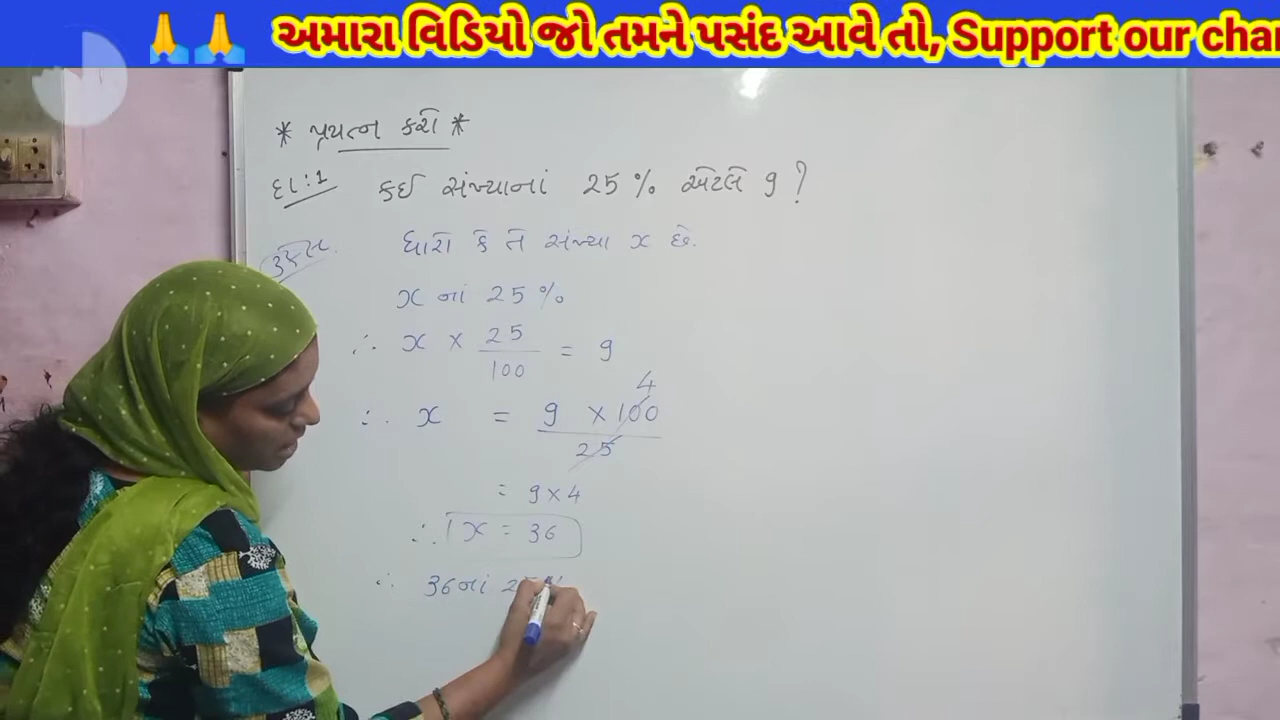 🙏🙏 અમારા વિડિયો જો તમને પસંદ આવે તો, Support our chan
* પ્રયત્ન કરો *
દા:1 કઈ સંખ્યાનાં 25 % એટલે 9 ?
ઉકેલ. ધારો કે તે સંખ્યા x છે.
x નાં 25 %
∴ x × 25/100 = 9
∴ x = 9 × 100/25 4
= 9 × 4
∴ x = 36
∴ 36નાં 25%